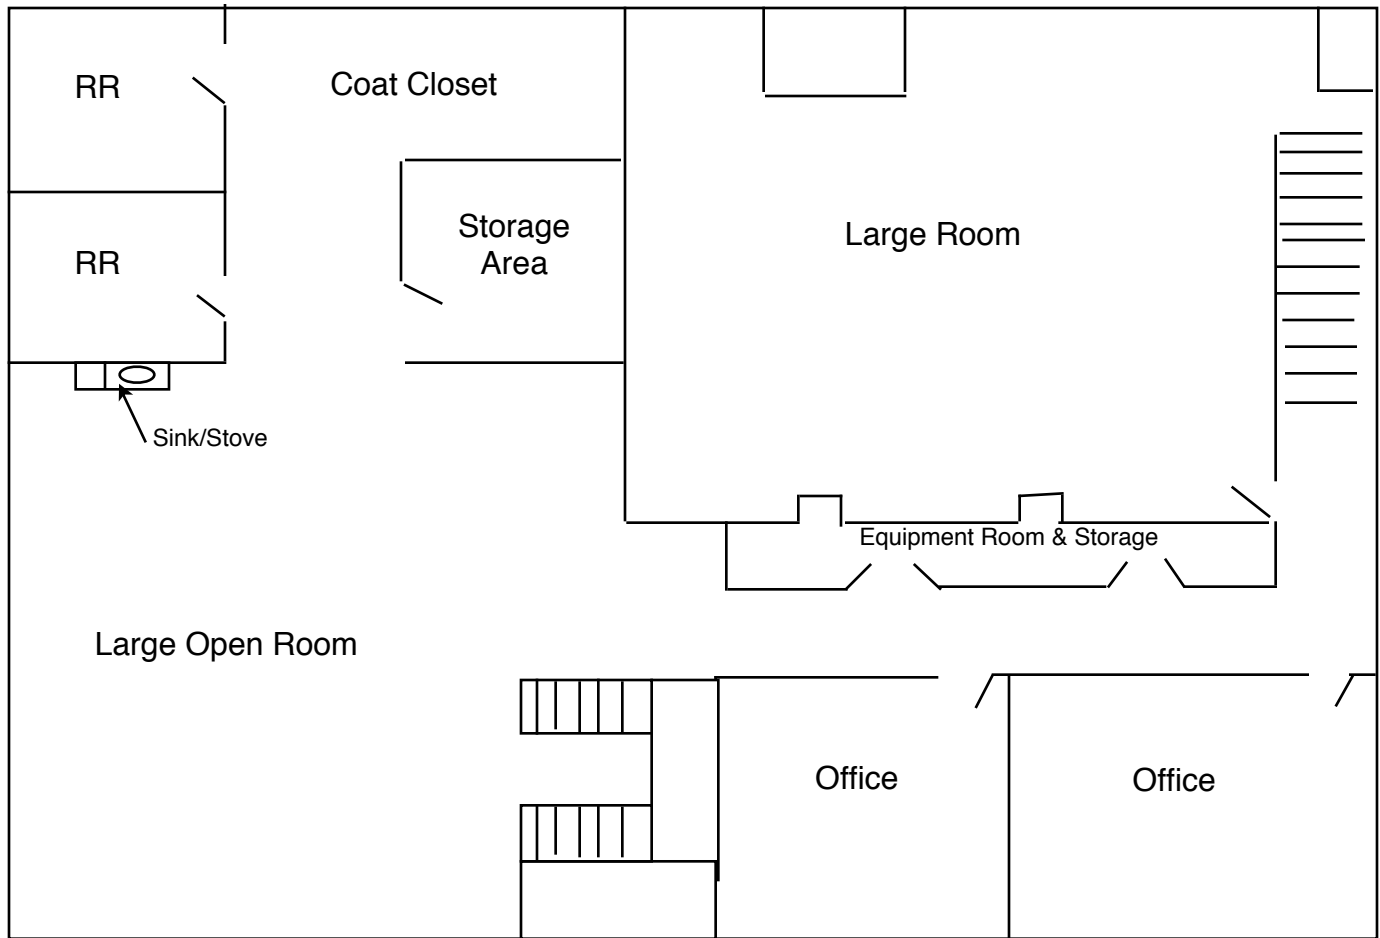 RR
Coat Closet
Storage
Area
Large Room
RR
Sink/Stove
Equipment Room & Storage
Large Open Room
Office
Office